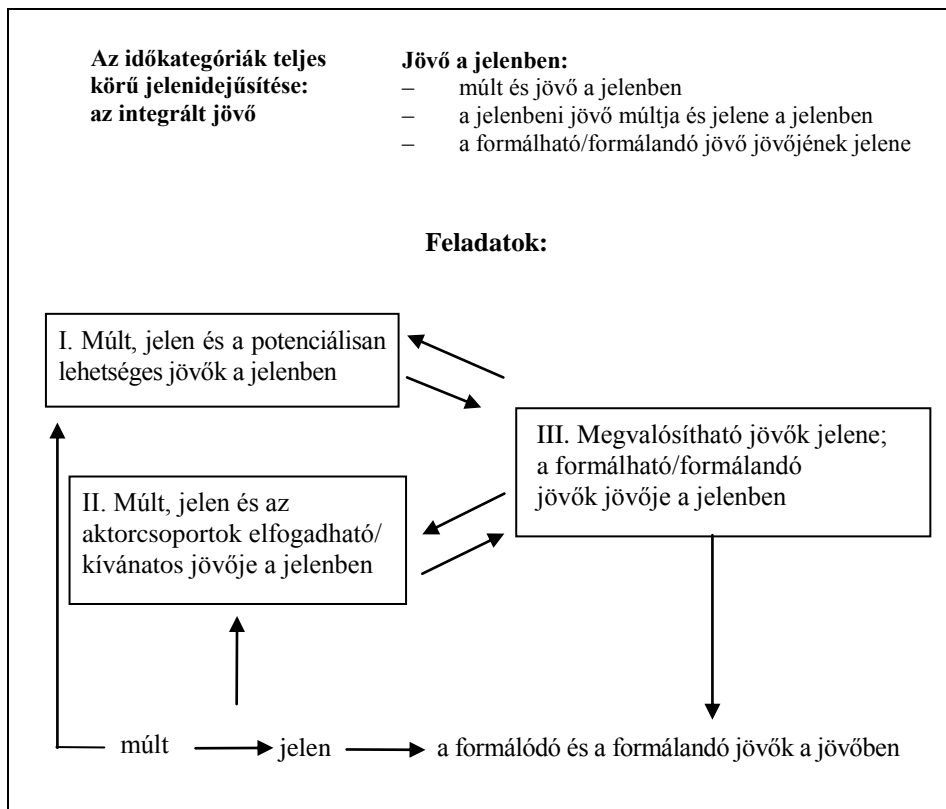 Az időkategóriák teljes
körű jelenidejűsítése:
az integrált jövő
Jövő a jelenben:
– múlt és jövő a jelenben
– a jelenbeni jövő múltja és jelene a jelenben
– a formálható/formálandó jövő jövőjének jelene
Feladatok:
I. Múlt, jelen és a potenciálisan
lehetséges jövők a jelenben
III. Megvalósítható jövők jelene;
a formálható/formálandó
jövők jövője a jelenben
II. Múlt, jelen és az
aktorcsoportok elfogadható/
kívánatos jövője a jelenben
múlt jelen a formálódó és a formálandó jövők a jövőben